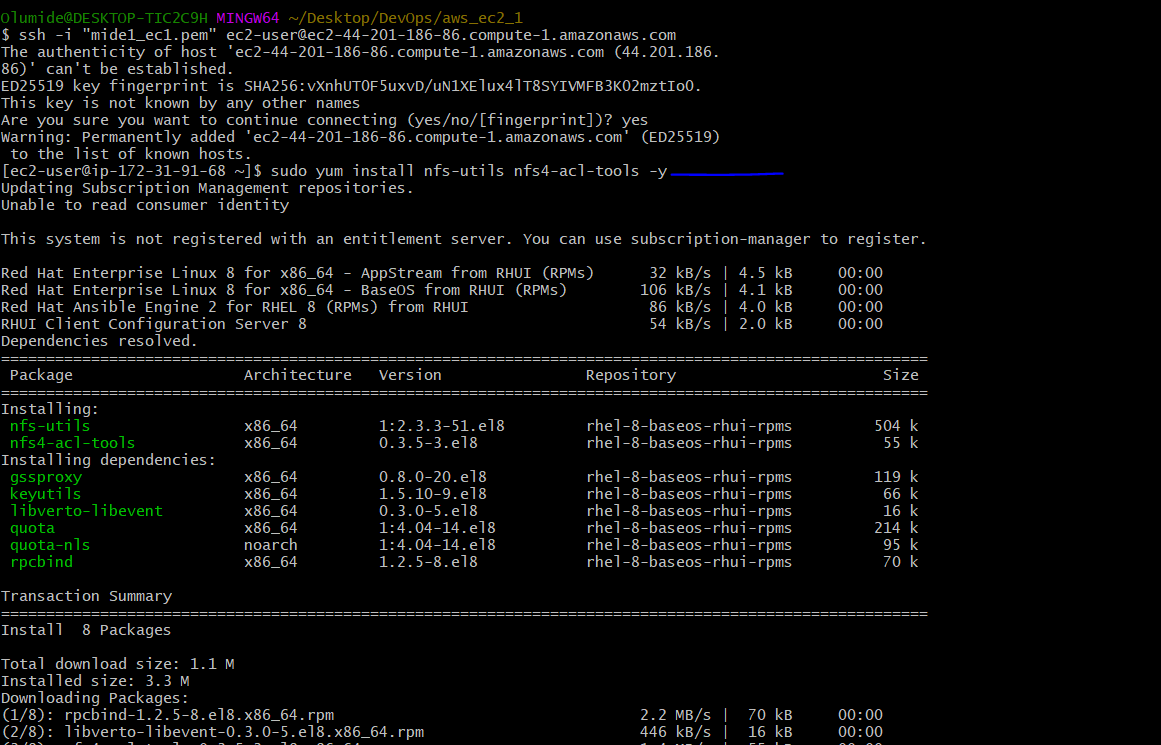 Olumide@DESKTOP-TIC2C9H MINGW64 ~/Desktop/DevOps/aws_ec2_1
$ ssh -i "mide1_ec1.pem" ec2-user@ec2-44-201-186-86.compute-1.amazonaws.com
The authenticity of host 'ec2-44-201-186-86.compute-1.amazonaws.com (44.201.186.
86)' can't be established.
ED25519 key fingerprint is SHA256:vXnhUTOF5uxvD/uN1XElux4lT8SYIVMFB3KO2mztIo0.
This key is not known by any other names
Are you sure you want to continue connecting (yes/no/[fingerprint])? yes
Warning: Permanently added 'ec2-44-201-186-86.compute-1.amazonaws.com' (ED25519)
 to the list of known hosts.
[ec2-user@ip-172-31-91-68 ~]$ sudo yum install nfs-utils nfs4-acl-tools -y
Updating Subscription Management repositories.
Unable to read consumer identity
This system is not registered with an entitlement server. You can use subscription-manager to register.
Red Hat Enterprise Linux 8 for x86_64 - AppStream from RHUI (RPMs)      32 kB/s | 4.5 kB     00:00
Red Hat Enterprise Linux 8 for x86_64 - BaseOS from RHUI (RPMs)        106 kB/s | 4.1 kB     00:00
Red Hat Ansible Engine 2 for RHEL 8 (RPMs) from RHUI                    86 kB/s | 4.0 kB     00:00
RHUI Client Configuration Server 8                                      54 kB/s | 2.0 kB     00:00
Dependencies resolved.
Package                   Architecture   Version                Repository                       Size
Installing:
 nfs-utils                 x86_64         1:2.3.3-51.el8         rhel-8-baseos-rhui-rpms         504 k
 nfs4-acl-tools            x86_64         0.3.5-3.el8            rhel-8-baseos-rhui-rpms          55 k
Installing dependencies:
 gssproxy                  x86_64         0.8.0-20.el8           rhel-8-baseos-rhui-rpms         119 k
 keyutils                  x86_64         1.5.10-9.el8           rhel-8-baseos-rhui-rpms          66 k
 libverto-libevent         x86_64         0.3.0-5.el8            rhel-8-baseos-rhui-rpms          16 k
 quota                     x86_64         1:4.04-14.el8          rhel-8-baseos-rhui-rpms         214 k
 quota-nls                 noarch         1:4.04-14.el8          rhel-8-baseos-rhui-rpms          95 k
 rpcbind                   x86_64         1.2.5-8.el8            rhel-8-baseos-rhui-rpms          70 k
Transaction Summary
Install  8 Packages
Total download size: 1.1 M
Installed size: 3.3 M
Downloading Packages:
(1/8): rpcbind-1.2.5-8.el8.x86_64.rpm                                  2.2 MB/s |  70 kB     00:00
(2/8): libverto-libevent-0.3.0-5.el8.x86_64.rpm                        446 kB/s |  16 kB     00:00